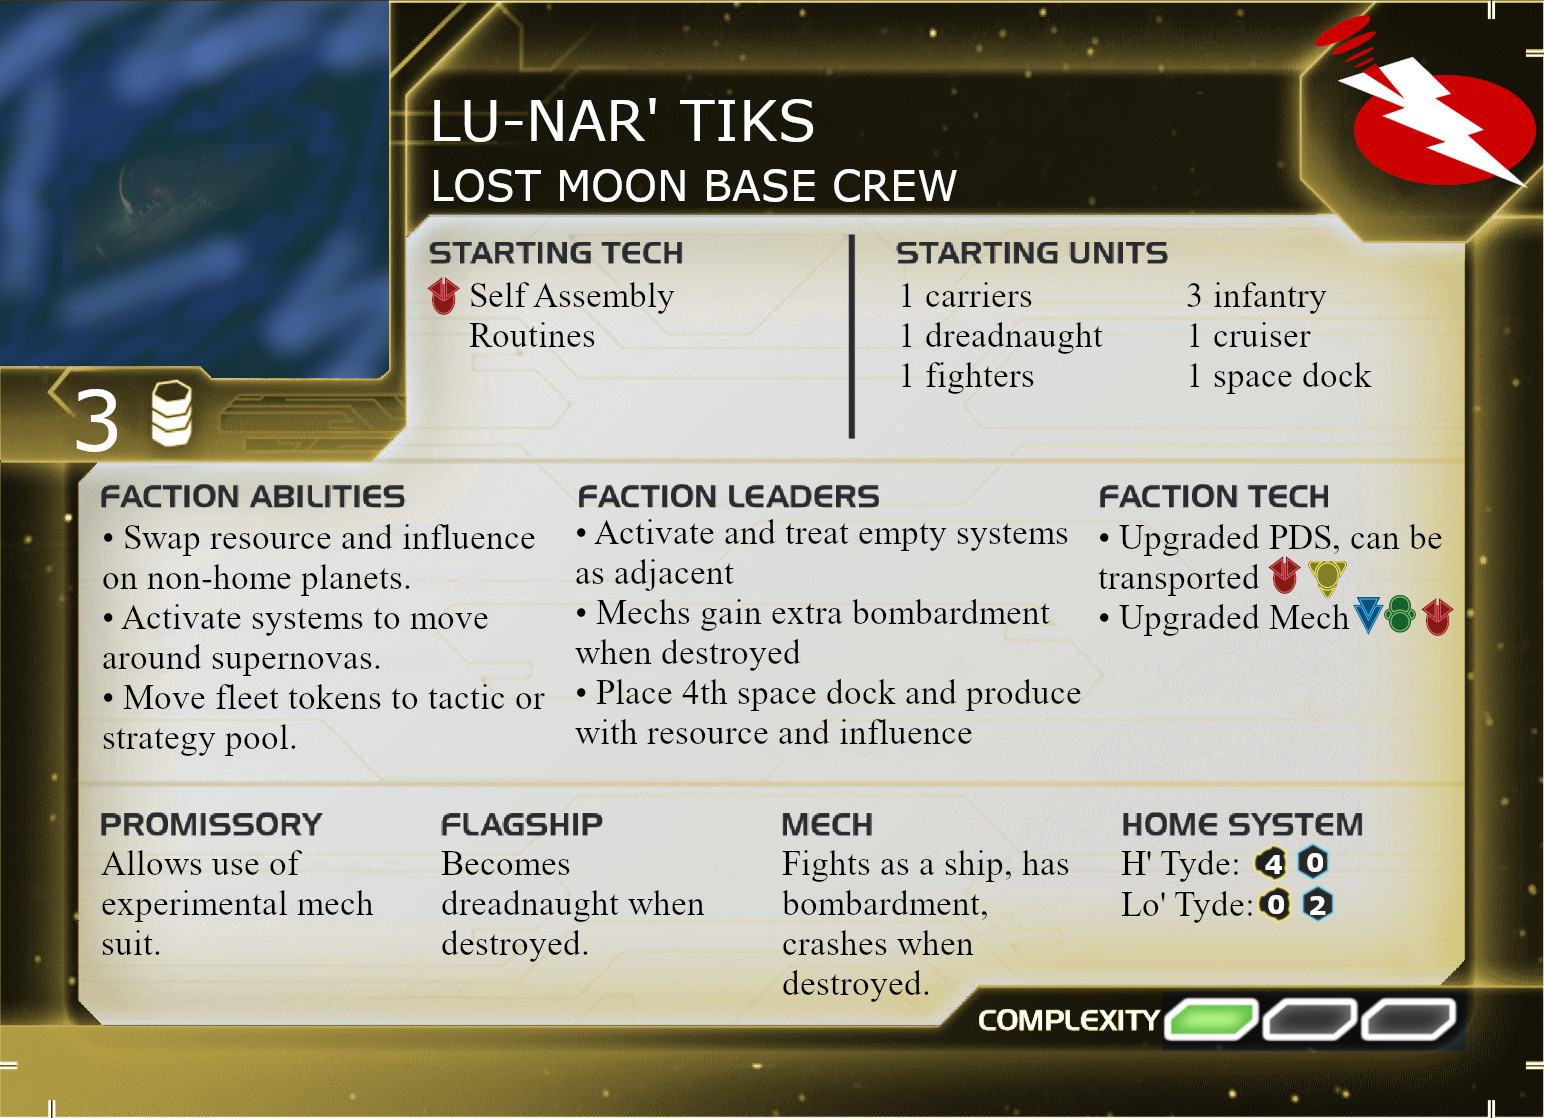 LU-NAR' TIKS
LOST MOON BASE CREW
STARTING TECH
Self Assembly
Routines
STARTING UNITS
1 carriers
1 dreadnaught
1 fighters
3 infantry
1 cruiser
1 space dock
3
FACTION ABILITIES
• Swap resource and influence
on non-home planets.
• Activate systems to move
around supernovas.
• Move fleet tokens to tactic or
strategy pool.
FACTION LEADERS
• Activate and treat empty systems
as adjacent
• Mechs gain extra bombardment
when destroyed
• Place 4th space dock and produce
with resource and influence
FACTION TECH
• Upgraded PDS, can be
transported
• Upgraded Mech
PROMISSORY
Allows use of
experimental mech
suit.
FLAGSHIP
Becomes
dreadnaught when
destroyed.
MECH
Fights as a ship, has
bombardment,
crashes when
destroyed.
HOME SYSTEM
H' Tyde: 4 0
Lo' Tyde: 0 2
COMPLEXITY